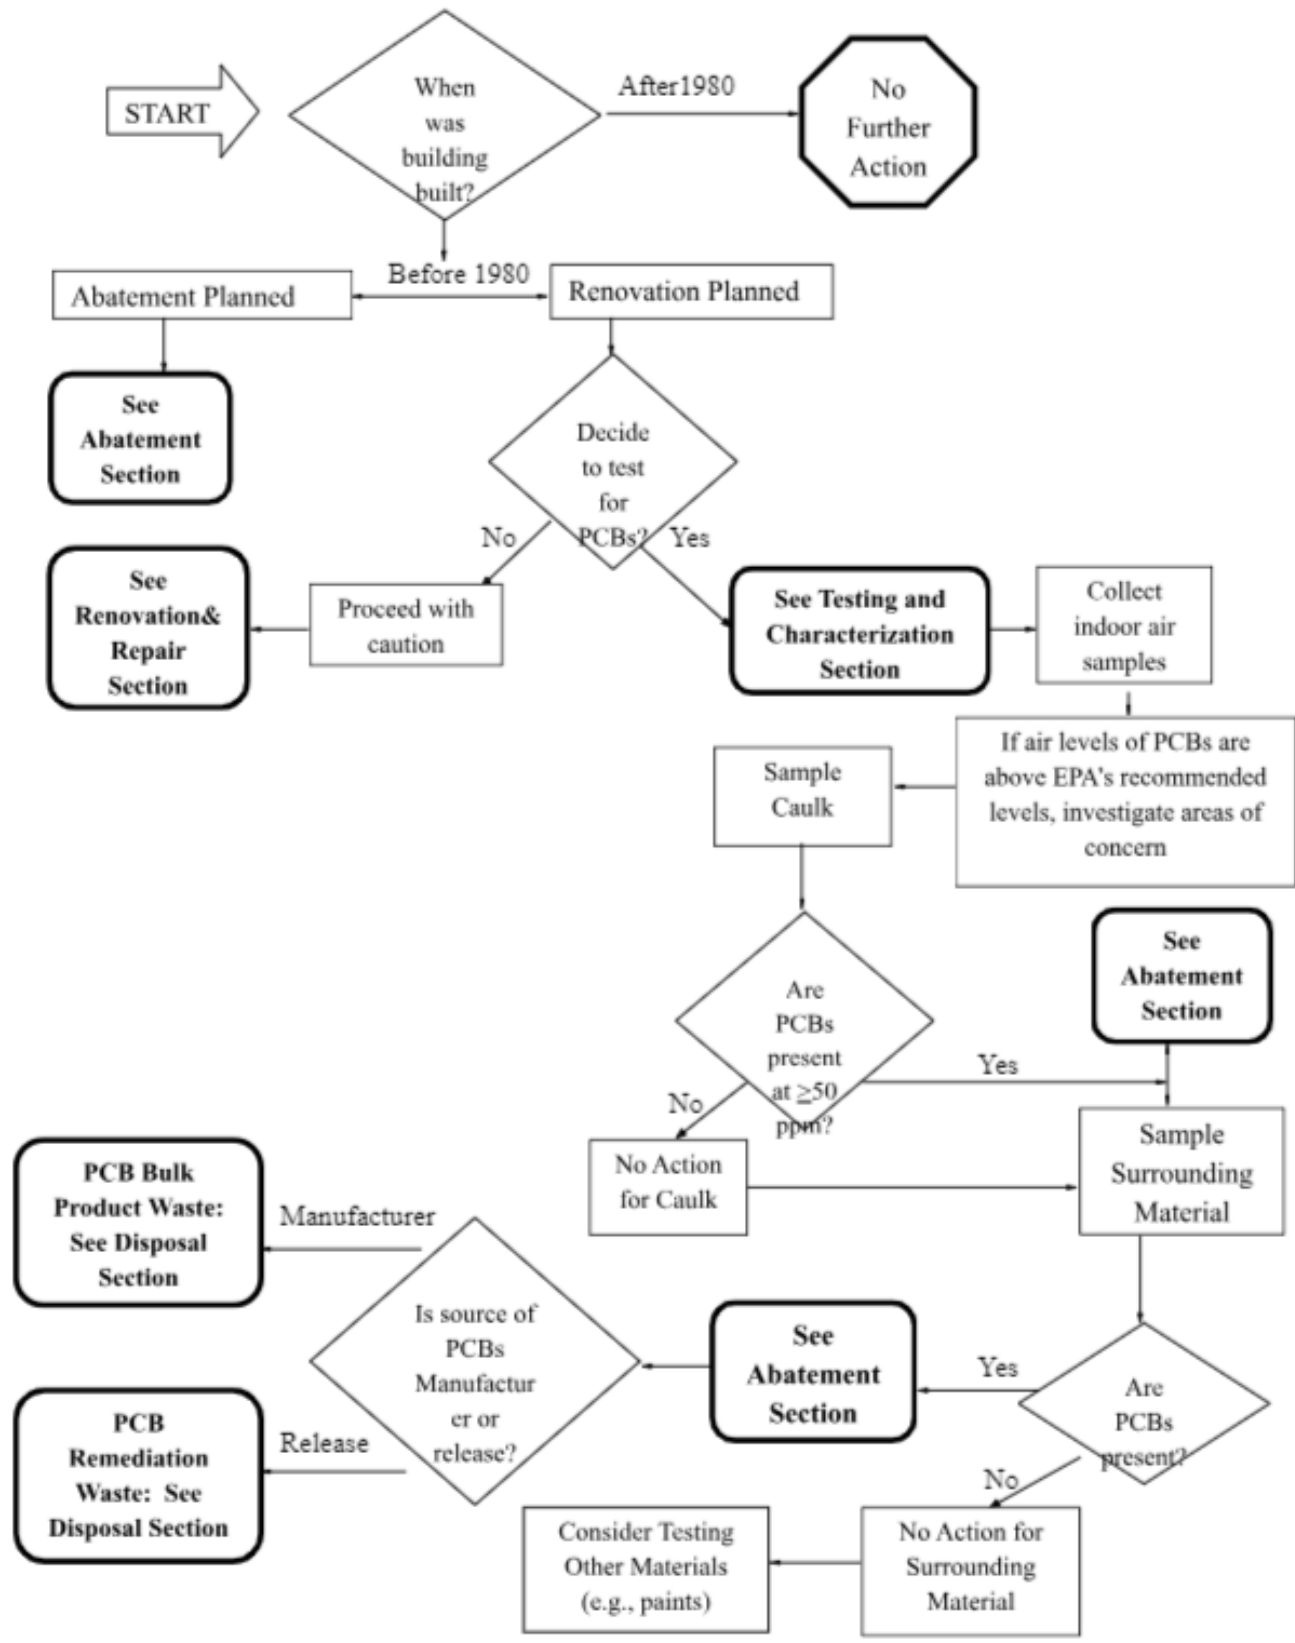 START
When
was
building
built?
After1980
No
Further
Action
Before 1980
Abatement Planned
Renovation Planned
See
Abatement
Section
Decide
to test
for
PCBs?
No
Yes
See
Renovation&
Repair
Section
Proceed with
caution
See Testing and
Characterization
Section
Collect
indoor air
samples
If air levels of PCBs are
above EPA's recommended
levels, investigate areas of
concern
Sample
Caulk
Are
PCBs
present
at ≥50
ppm?
Yes
No
See
Abatement
Section
No Action
for Caulk
Sample
Surrounding
Material
PCB Bulk
Product Waste:
See Disposal
Section
Manufacturer
Is source of
PCBs
Manufactur
er or
release?
See
Abatement
Section
Yes
Are
PCBs
present?
PCB
Remediation
Waste: See
Disposal Section
Release
No
Consider Testing
Other Materials
(e.g., paints)
No Action for
Surrounding
Material